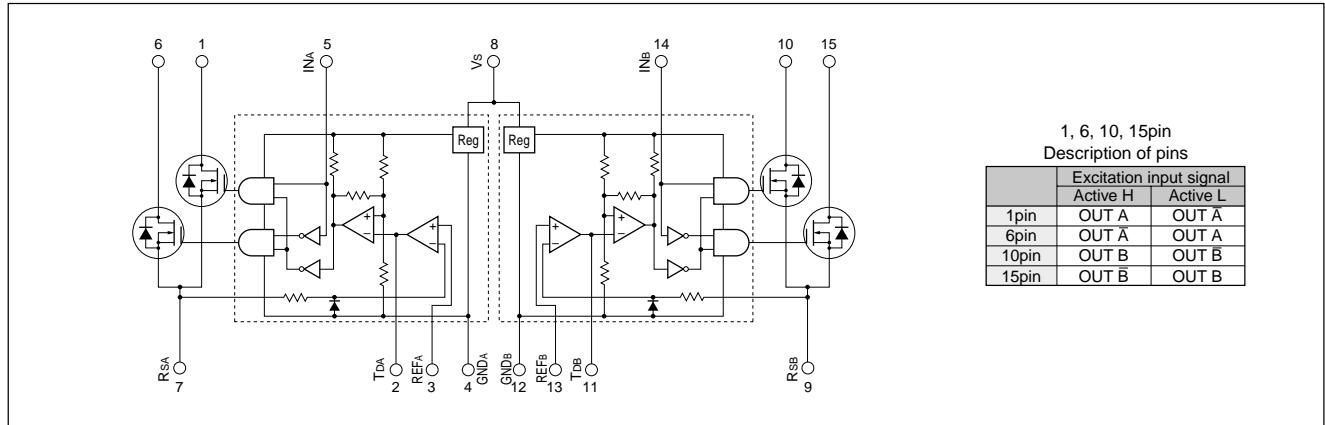 6 1 5 8 14 10 15
INA VS INB
Reg Reg
+ + + +
− − − −
RSA TDA REFA GNDA GNDB REFB TDB RSB
7 2 3 4 12 13 11 9
1, 6, 10, 15pin
Description of pins
Excitation input signal
Active H Active L
1pin OUT A OUT A̅
6pin OUT A̅ OUT A
10pin OUT B OUT B̅
15pin OUT B̅ OUT B